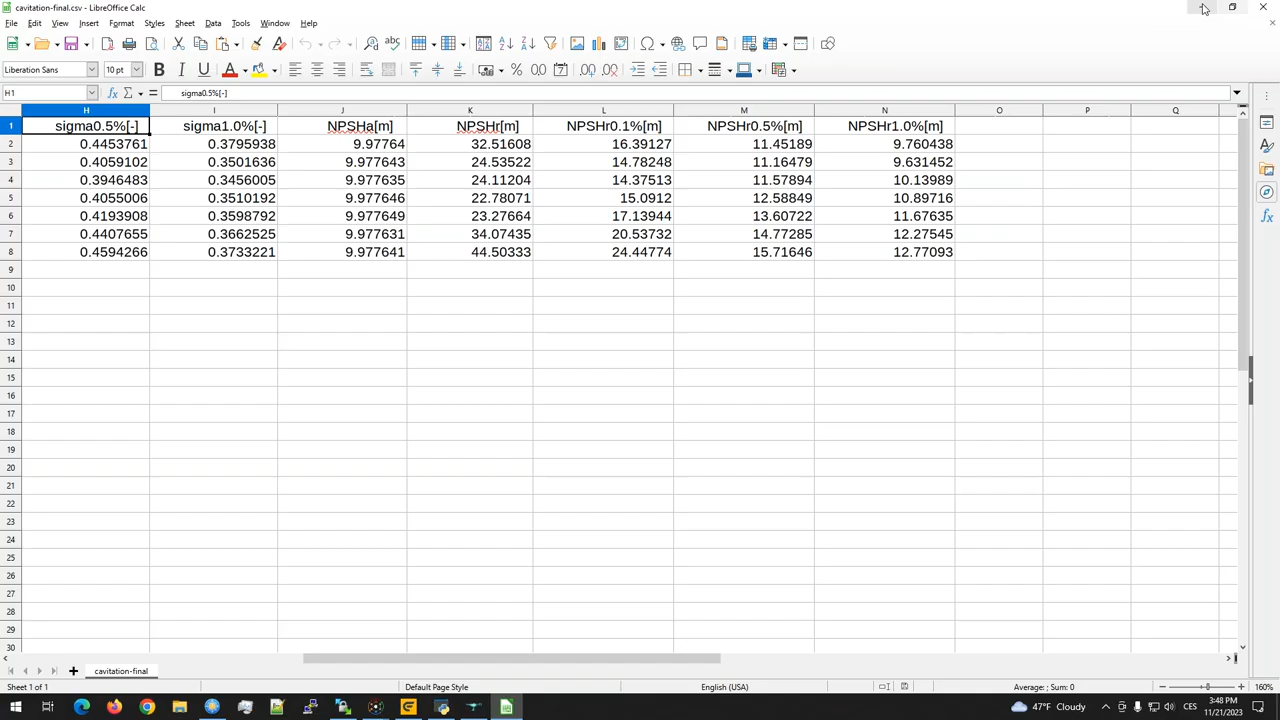 cavitation-final.csv - LibreOffice Calc
File Edit View Insert Format Styles Sheet Data Tools Window Help
Liberation Sans 10 pt
H1 sigma0.5%[-]
H I J K L M N O P Q
1 sigma0.5%[-] sigma1.0%[-] NPSHa[m] NPSHr[m] NPSHr0.1%[m] NPSHr0.5%[m] NPSHr1.0%[m]
2 0.4453761 0.3795938 9.97764 32.51608 16.39127 11.45189 9.760438
3 0.4059102 0.3501636 9.977643 24.53522 14.78248 11.16479 9.631452
4 0.3946483 0.3456005 9.977635 24.11204 14.37513 11.57894 10.13989
5 0.4055006 0.3510192 9.977646 22.78071 15.0912 12.58849 10.89716
6 0.4193908 0.3598792 9.977649 23.27664 17.13944 13.60722 11.67635
7 0.4407655 0.3662525 9.977631 34.07435 20.53732 14.77285 12.27545
8 0.4594266 0.3733221 9.977641 44.50333 24.44774 15.71646 12.77093
9
10
11
12
13
14
15
16
17
18
19
20
21
22
23
24
25
26
27
28
29
30
cavitation-final
Sheet 1 of 1 Default Page Style English (USA) Average: ; Sum: 0 160%
47°F Cloudy CES 3:48 PM
11/21/2023